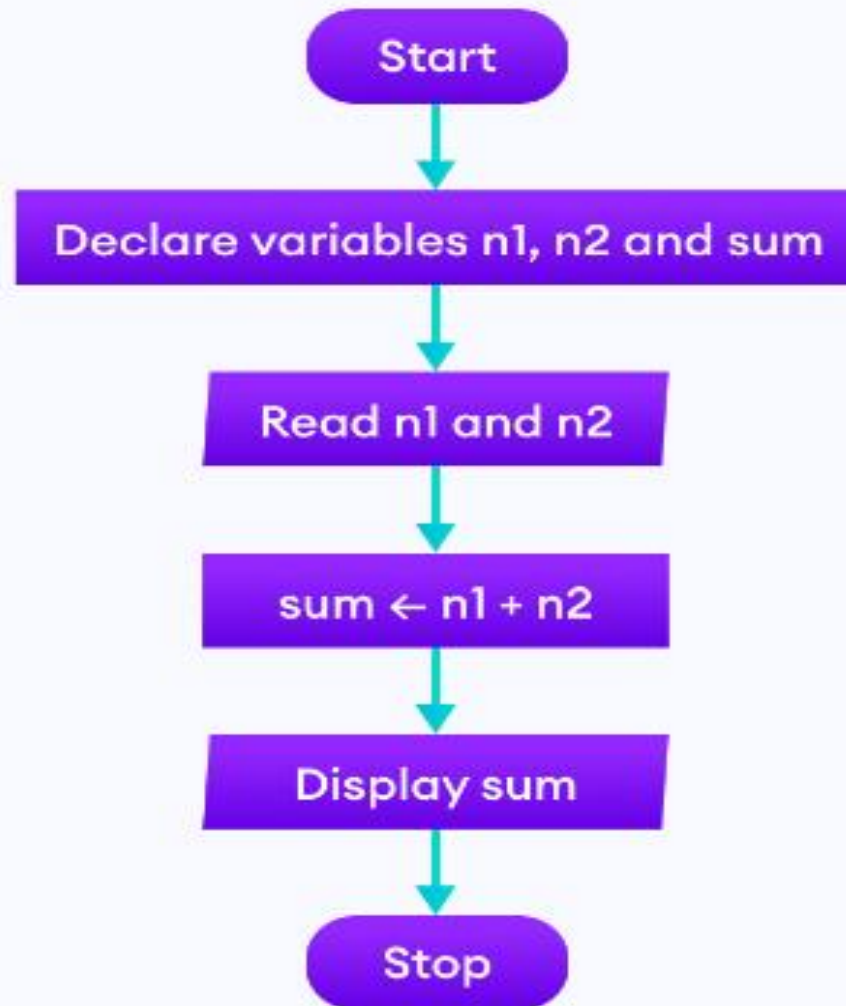 Start
Declare variables n1, n2 and sum
Read n1 and n2
sum ← n1 + n2
Display sum
Stop